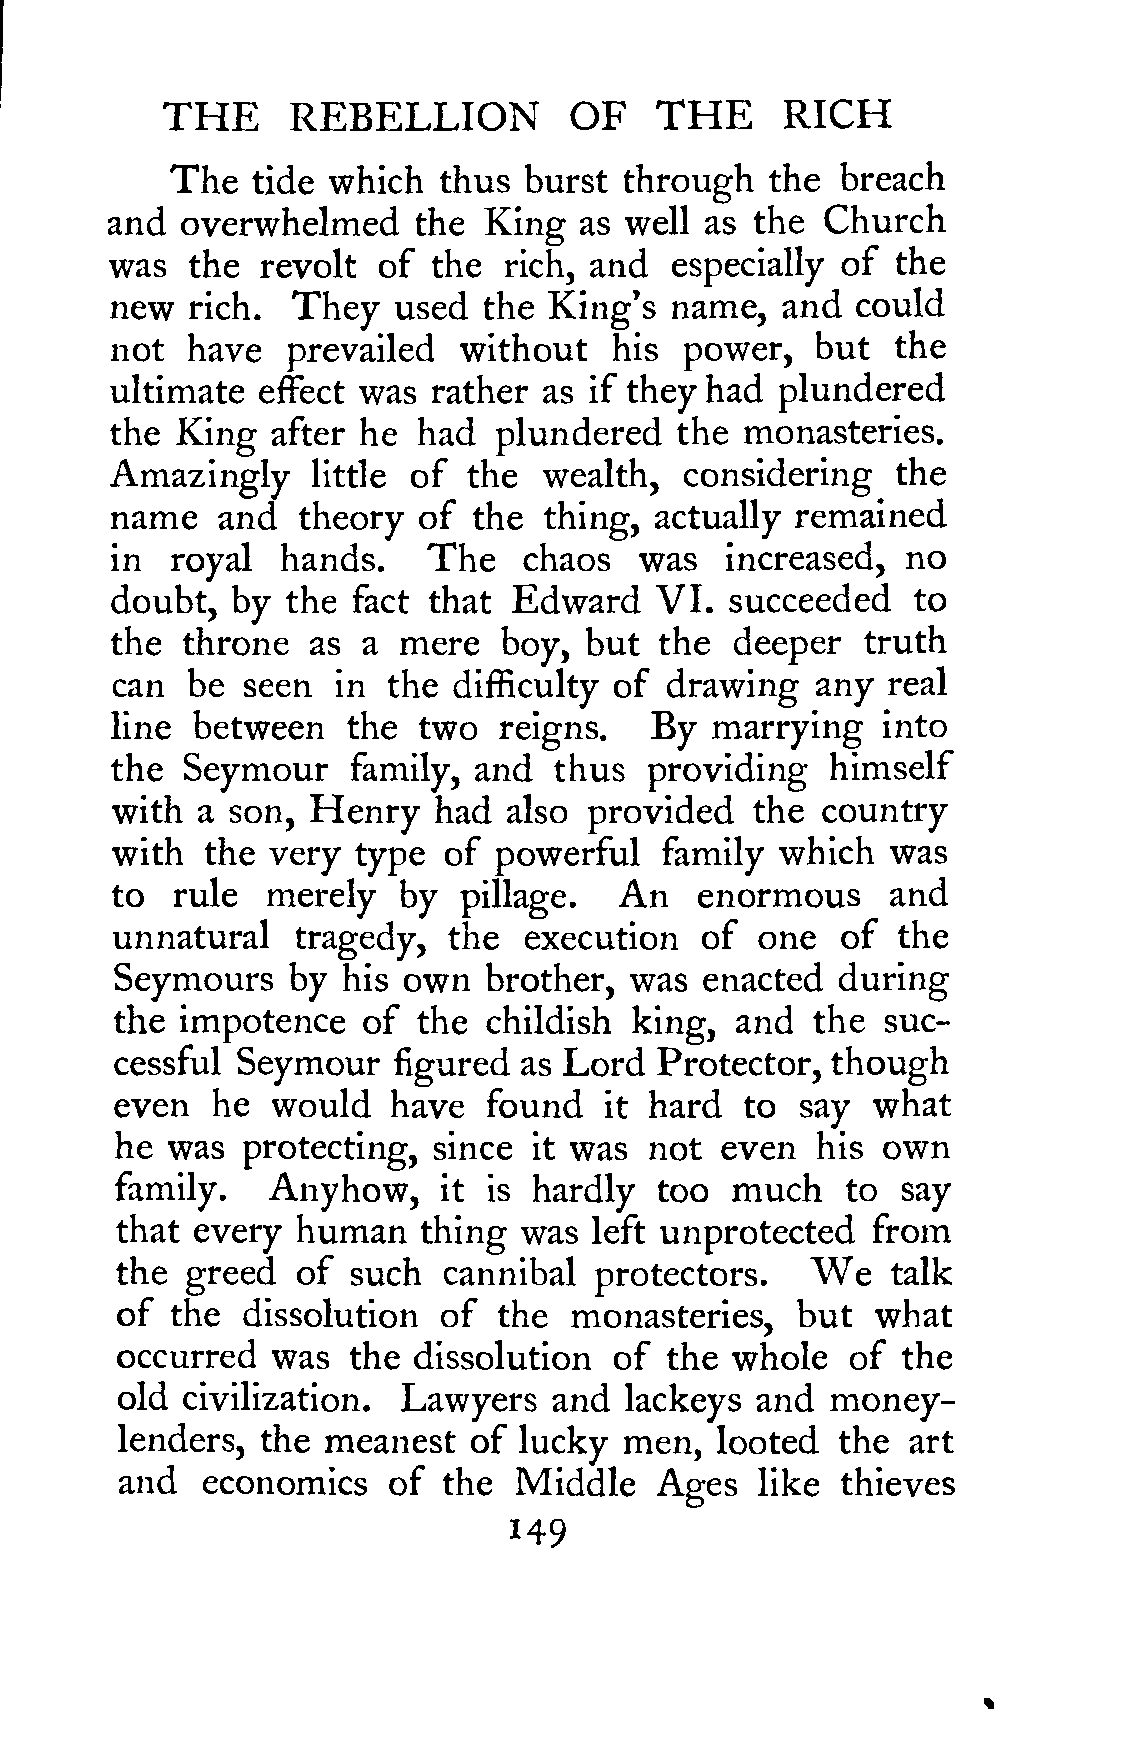 THE REBELLION OF THE RICH
The tide which thus burst through the breach
and overwhelmed the King as well as the Church
was the revolt of the rich, and especially of the
new rich. They used the King's name, and could
not have prevailed without his power, but the
ultimate effect was rather as if they had plundered
the King after he had plundered the monasteries.
Amazingly little of the wealth, considering the
name and theory of the thing, actually remained
in royal hands. The chaos was increased, no
doubt, by the fact that Edward VI. succeeded to
the throne as a mere boy, but the deeper truth
can be seen in the difficulty of drawing any real
line between the two reigns. By marrying into
the Seymour family, and thus providing himself
with a son, Henry had also provided the country
with the very type of powerful family which was
to rule merely by pillage. An enormous and
unnatural tragedy, the execution of one of the
Seymours by his own brother, was enacted during
the impotence of the childish king, and the suc-
cessful Seymour figured as Lord Protector, though
even he would have found it hard to say what
he was protecting, since it was not even his own
family. Anyhow, it is hardly too much to say
that every human thing was left unprotected from
the greed of such cannibal protectors. We talk
of the dissolution of the monasteries, but what
occurred was the dissolution of the whole of the
old civilization. Lawyers and lackeys and money-
lenders, the meanest of lucky men, looted the art
and economics of the Middle Ages like thieves
149